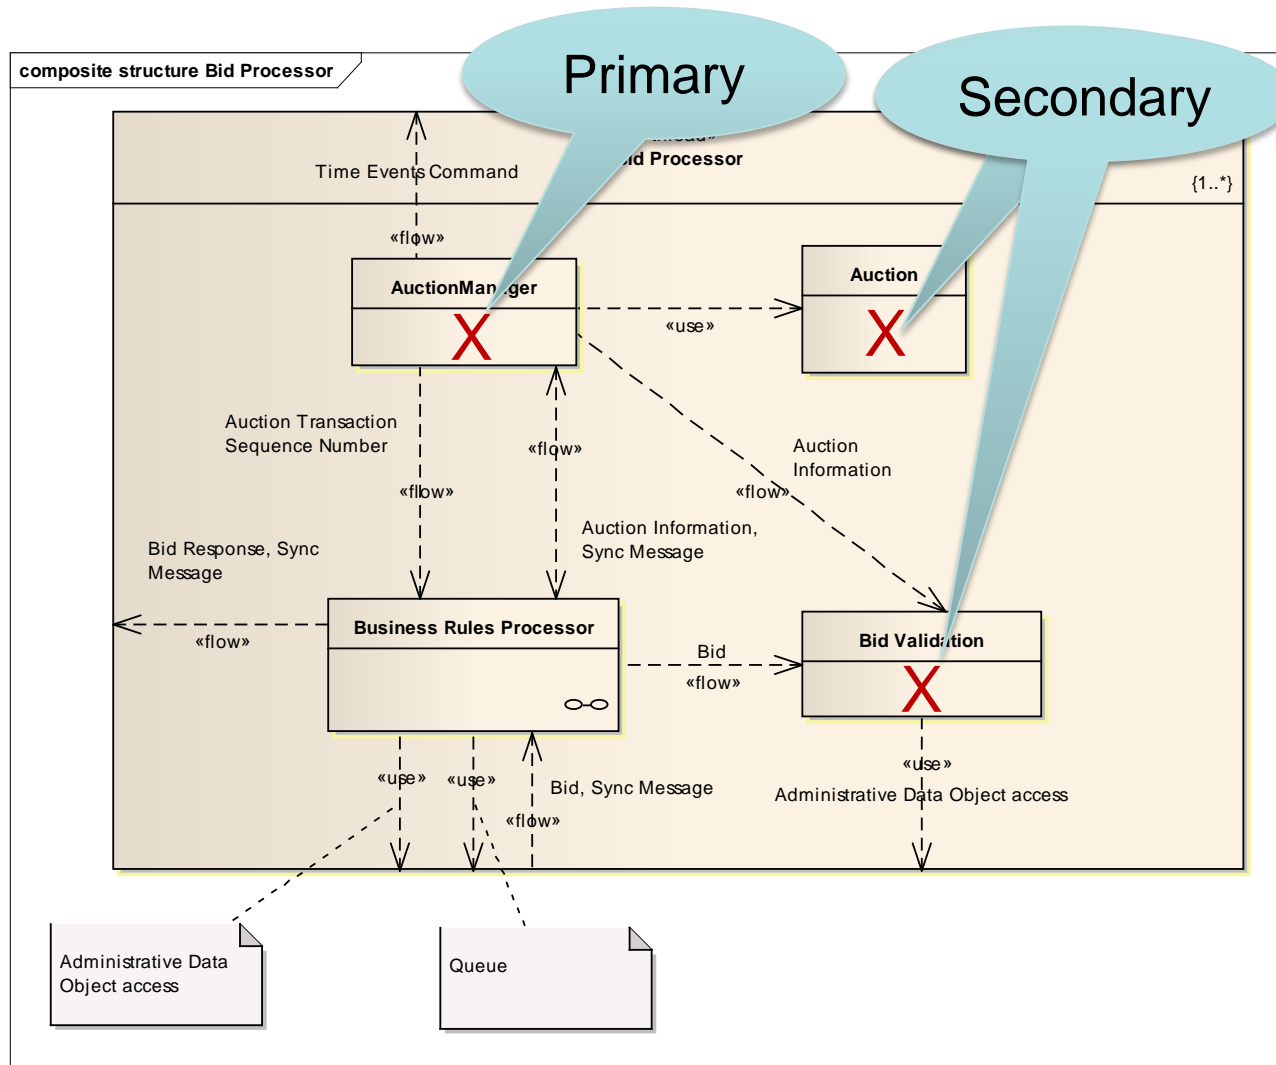 Primary
Secondary
composite structure Bid Processor
Bid Processor
Time Events Command
{1..*}
«flow»
AuctionManager
X
Auction
X
«use»
Auction Transaction
Sequence Number
«flow»
Auction
Information
«flow»
«flow»
Auction Information,
Sync Message
Bid Response, Sync
Message
«flow»
Business Rules Processor
Bid
«flow»
Bid Validation
X
«use»
«use»
Bid, Sync Message
«flow»
«use»
Administrative Data Object access
Administrative Data
Object access
Queue